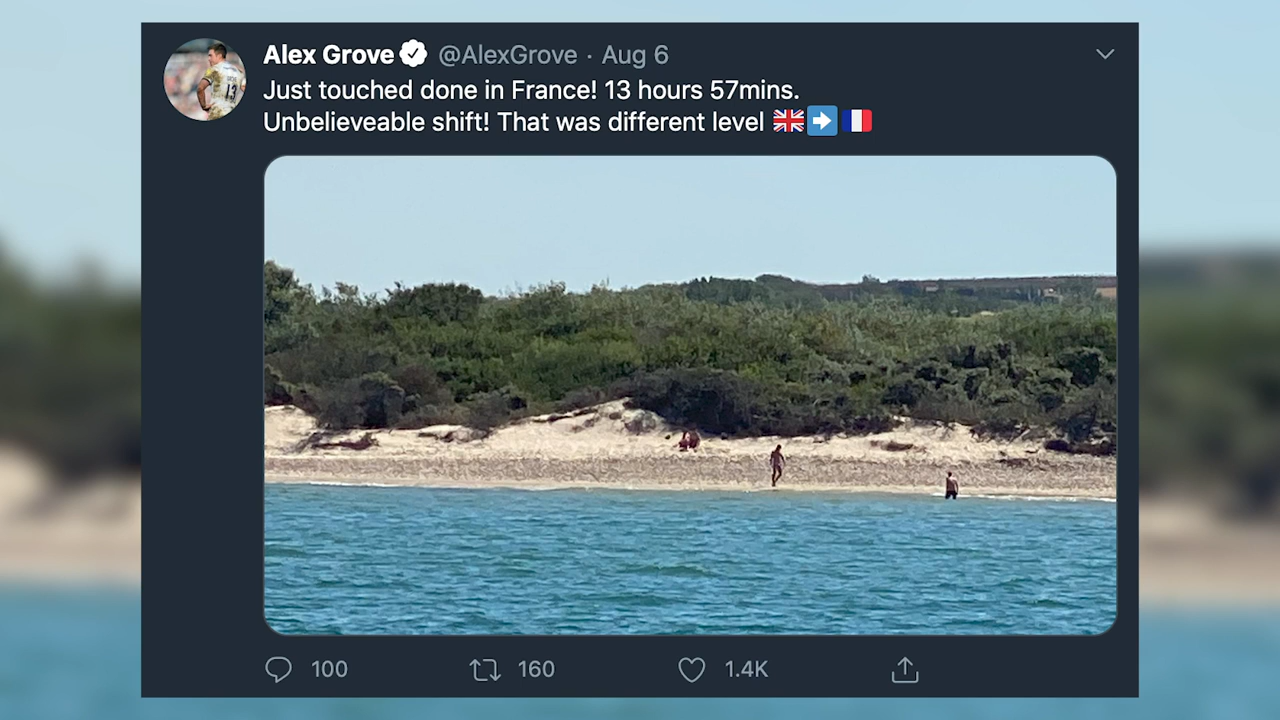 Alex Grove @AlexGrove · Aug 6
Just touched done in France! 13 hours 57mins.
Unbelieveable shift! That was different level 🇬🇧➡️🇫🇷
13
100 160 1.4K